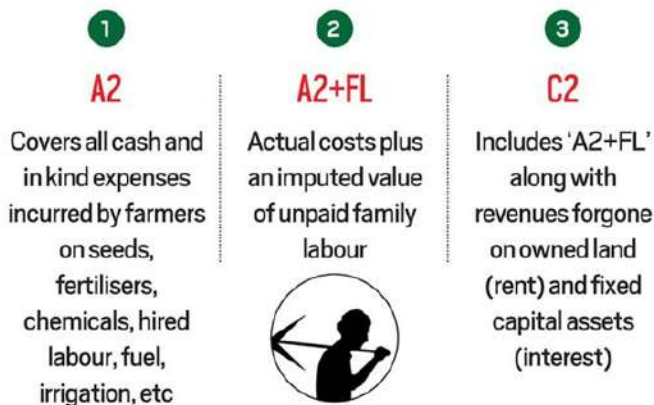 1
A2
Covers all cash and
in kind expenses
incurred by farmers
on seeds,
fertilisers,
chemicals, hired
labour, fuel,
irrigation, etc
2
A2+FL
Actual costs plus
an imputed value
of unpaid family
labour
3
C2
Includes ‘A2+FL’
along with
revenues forgone
on owned land
(rent) and fixed
capital assets
(interest)